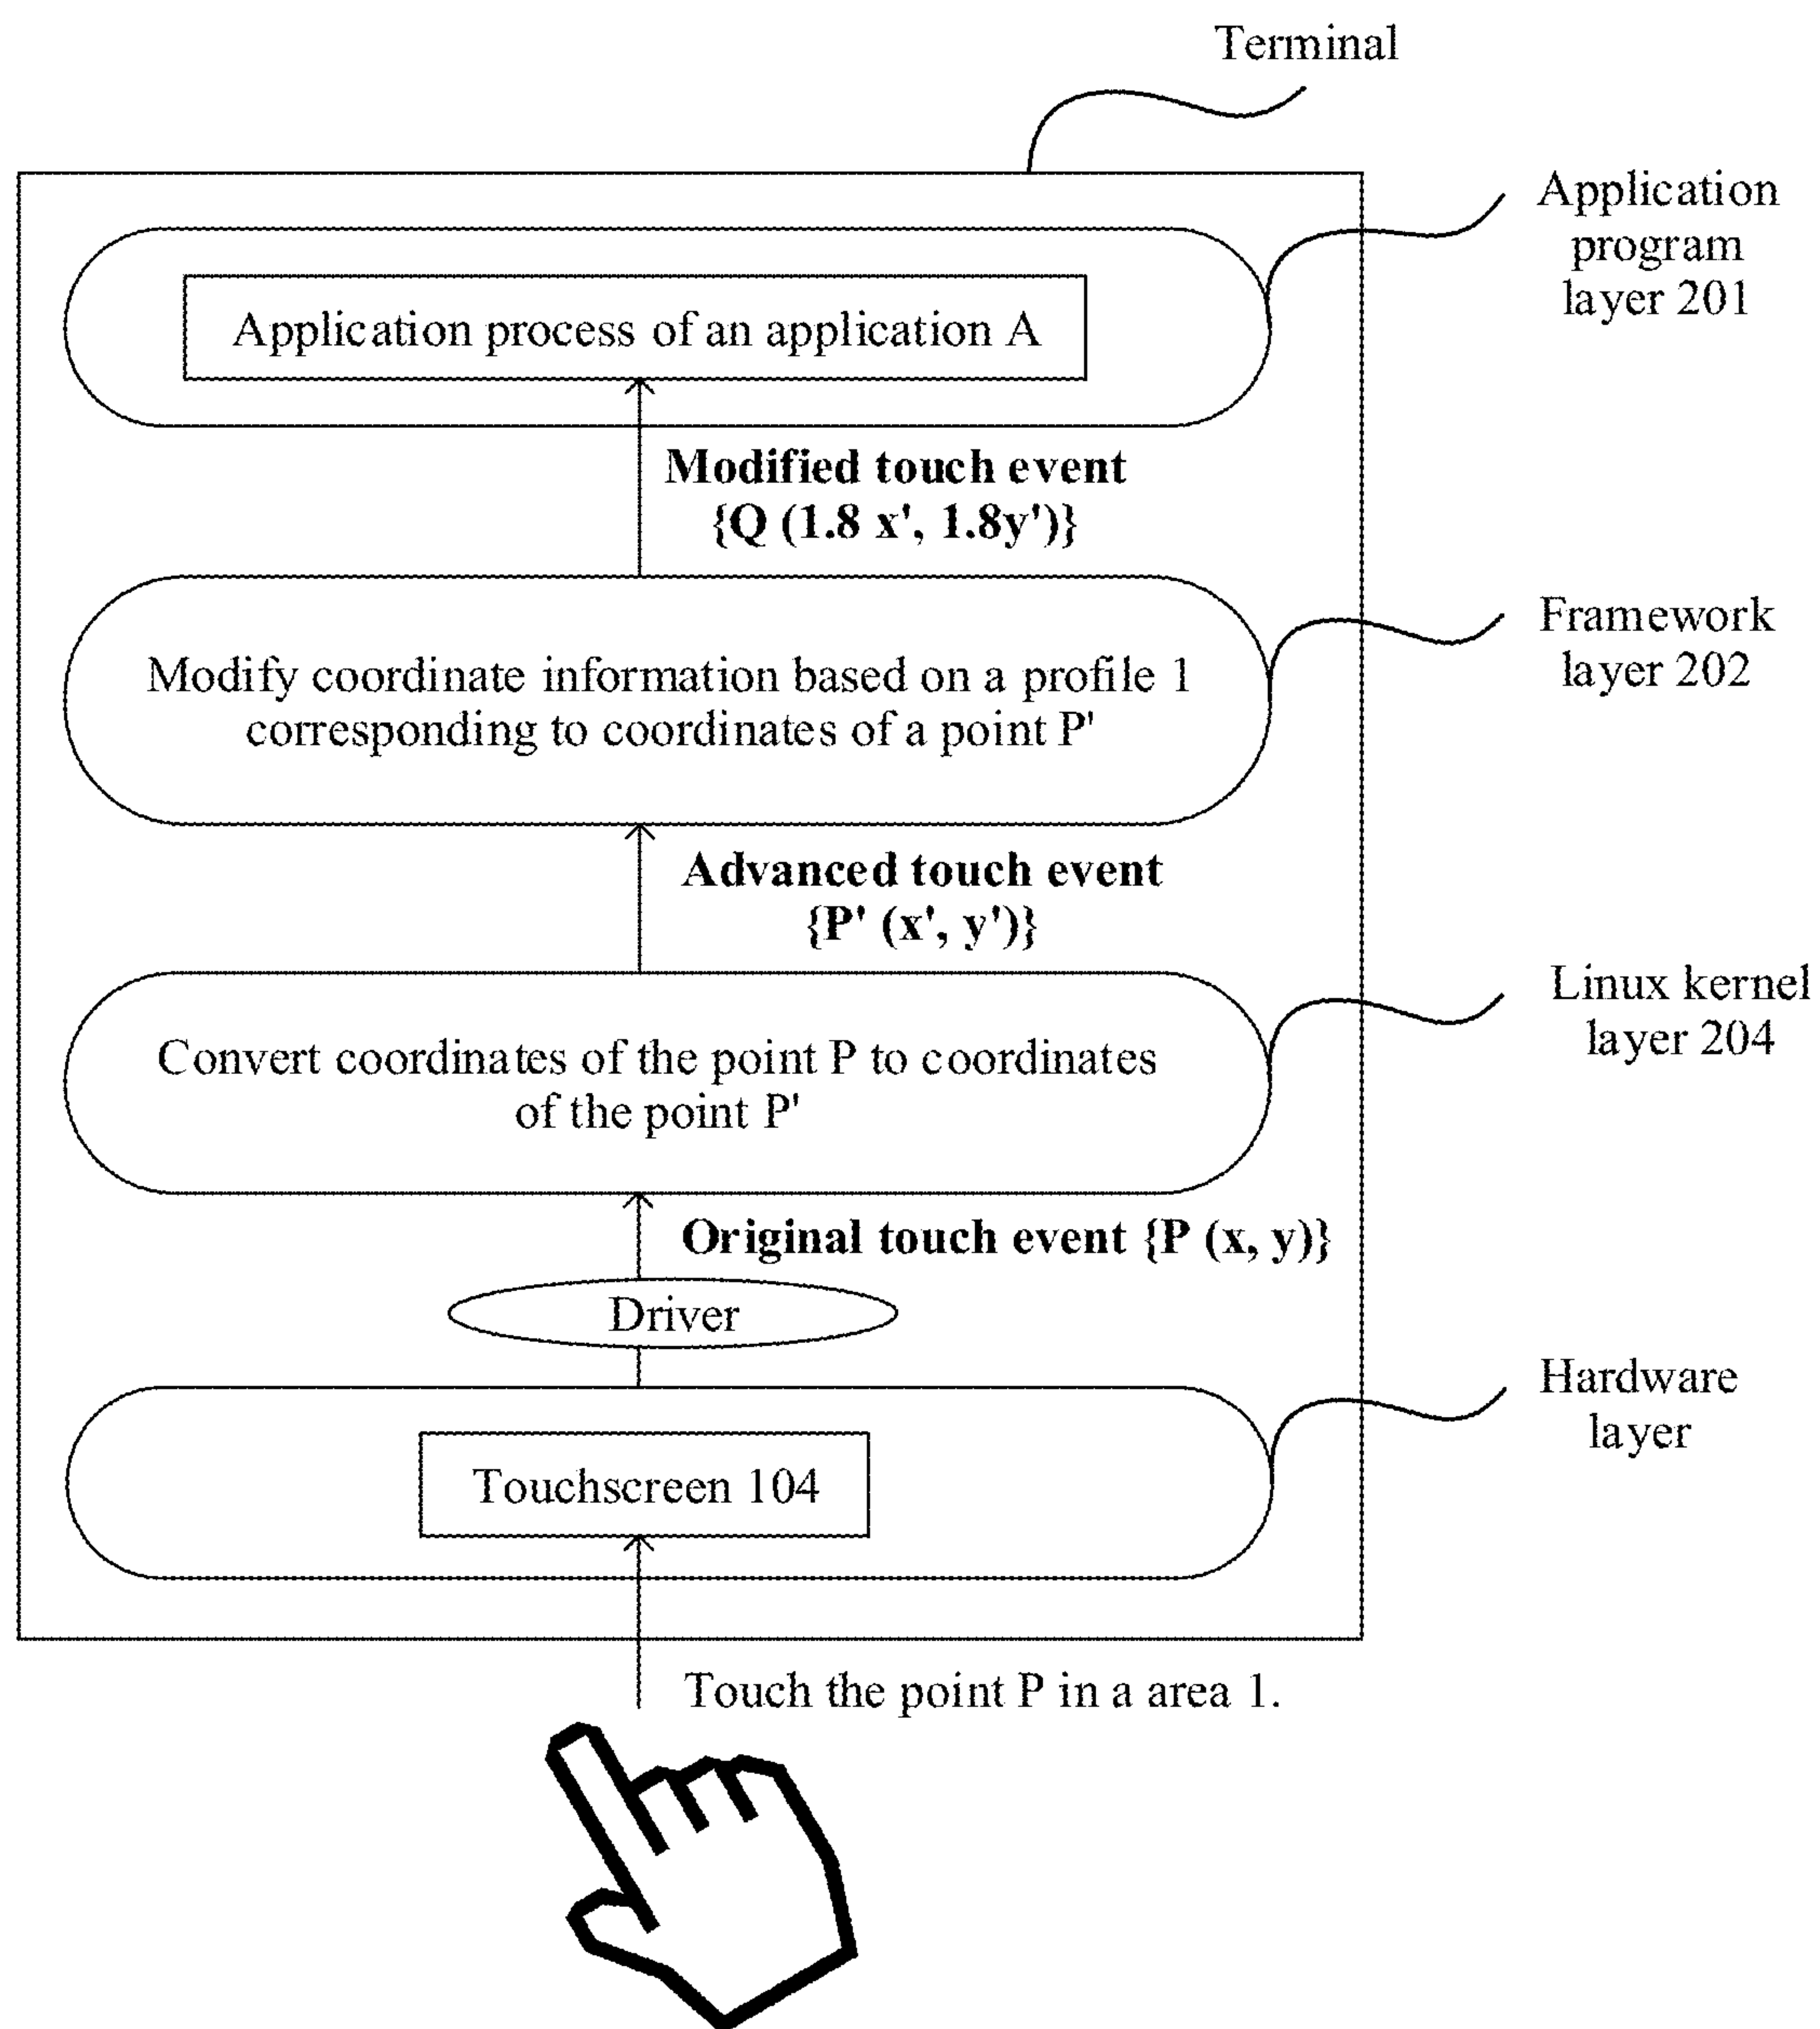 Terminal
Application
program
layer 201
Application process of an application A
Modified touch event
{Q (1.8 x', 1.8y')}
Framework
layer 202
Modify coordinate information based on a profile 1
corresponding to coordinates of a point P'
Advanced touch event
{P' (x', y')}
Linux kernel
layer 204
Convert coordinates of the point P to coordinates
of the point P'
Original touch event {P (x, y)}
Driver
Hardware
layer
Touchscreen 104
Touch the point P in a area 1.